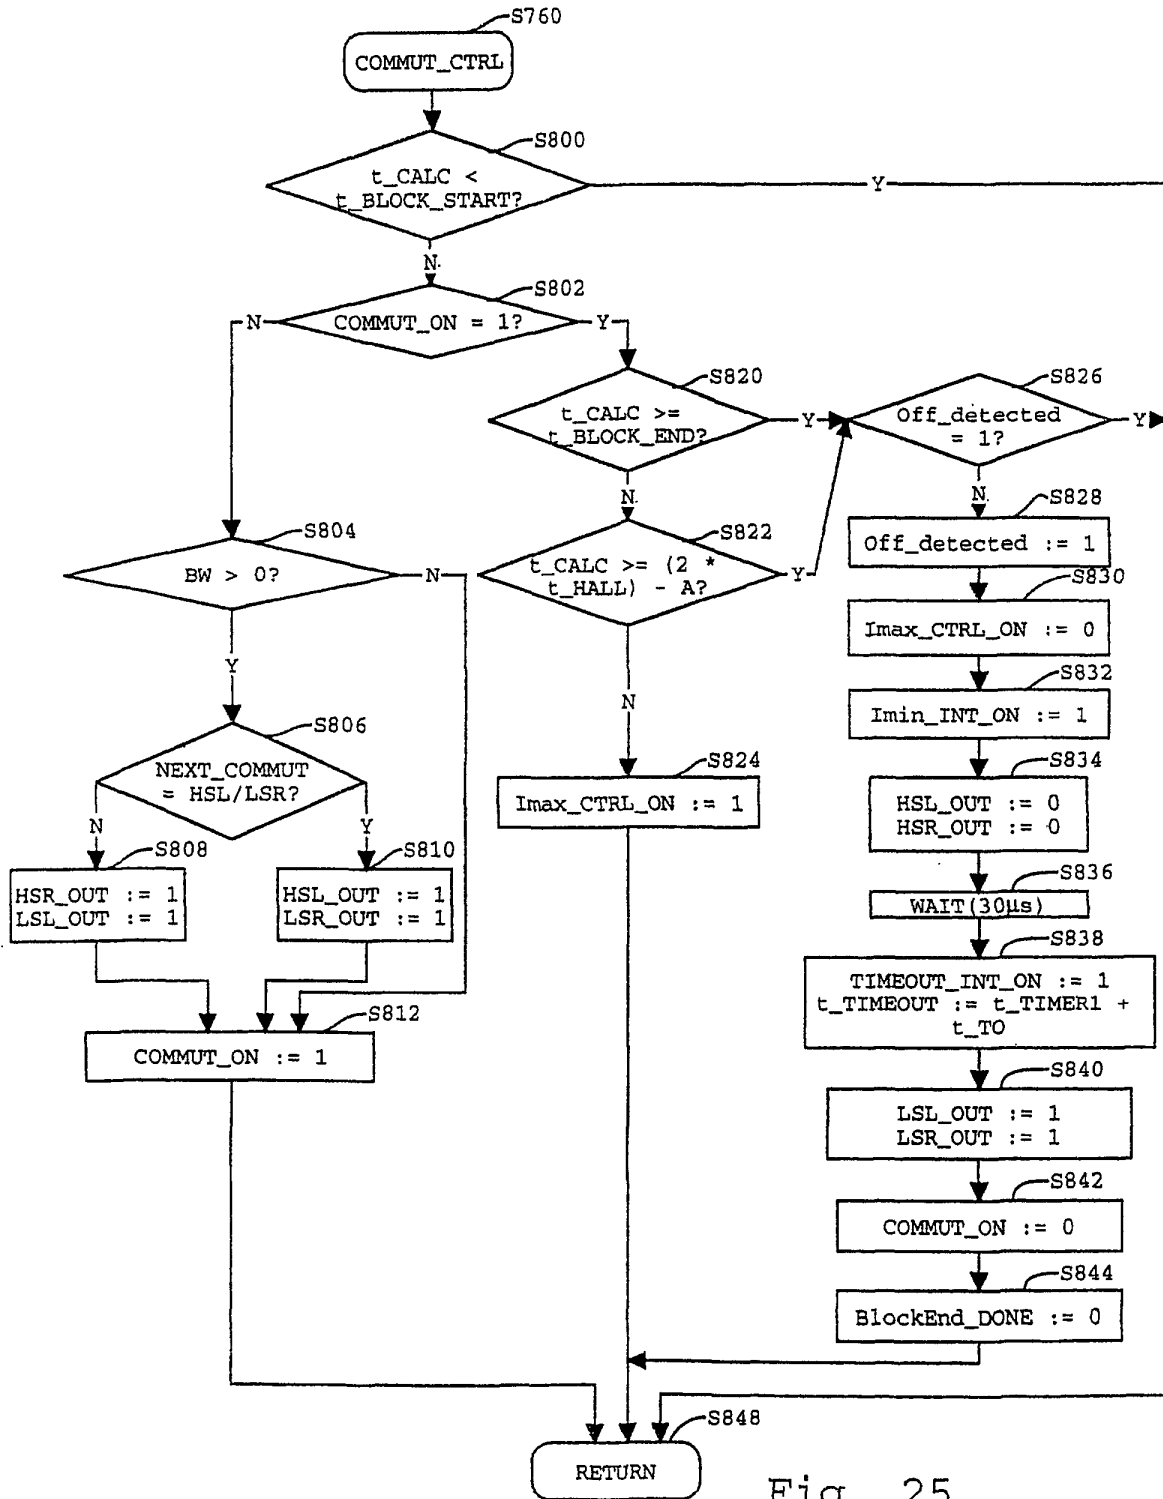 S760
COMMUT_CTRL
S800
t_CALC <
t_BLOCK_START?
Y
N
S802
COMMUT_ON = 1?
N
Y
S820
t_CALC >=
t_BLOCK_END?
Y
N
S826
Off_detected
= 1?
Y
N
S828
Off_detected := 1
S804
BW > 0?
N
Y
S822
t_CALC >= (2 *
t_HALL) - A?
Y
N
S830
Imax_CTRL_ON := 0
S832
Imin_INT_ON := 1
S806
NEXT_COMMUT
= HSL/LSR?
N
Y
S824
Imax_CTRL_ON := 1
S834
HSL_OUT := 0
HSR_OUT := 0
S808
HSR_OUT := 1
LSL_OUT := 1
S810
HSL_OUT := 1
LSR_OUT := 1
S836
WAIT(30µs)
S838
TIMEOUT_INT_ON := 1
t_TIMEOUT := t_TIMER1 +
t_TO
S812
COMMUT_ON := 1
S840
LSL_OUT := 1
LSR_OUT := 1
S842
COMMUT_ON := 0
S844
BlockEnd_DONE := 0
S848
RETURN
Fig. 25